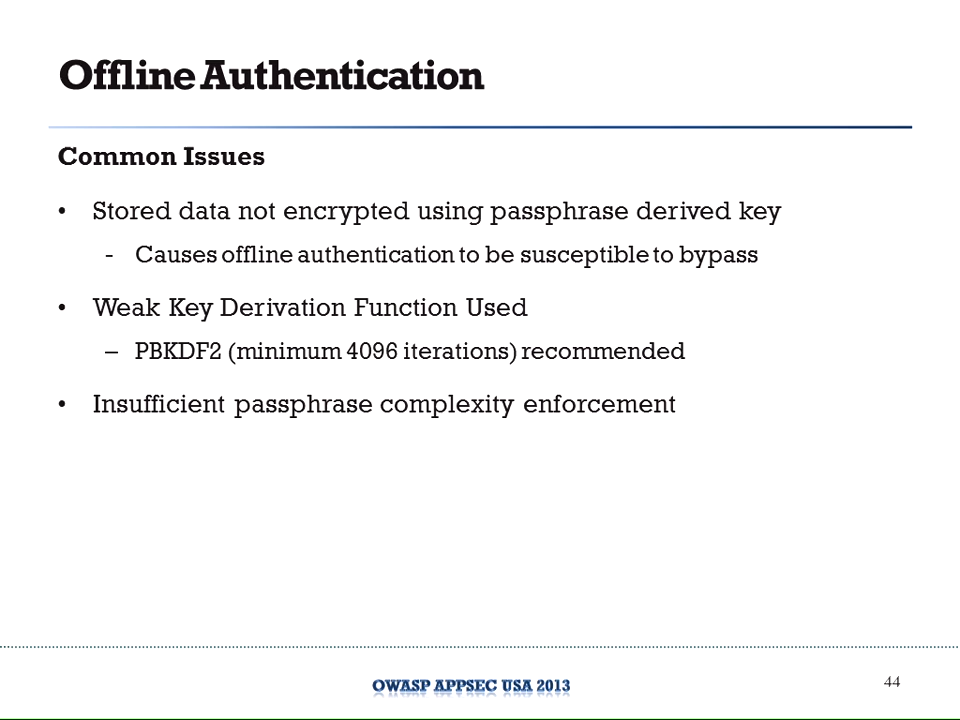 Offline Authentication
Common Issues
• Stored data not encrypted using passphrase derived key
- Causes offline authentication to be susceptible to bypass
• Weak Key Derivation Function Used
– PBKDF2 (minimum 4096 iterations) recommended
• Insufficient passphrase complexity enforcement
OWASP APPSEC USA 2013
44